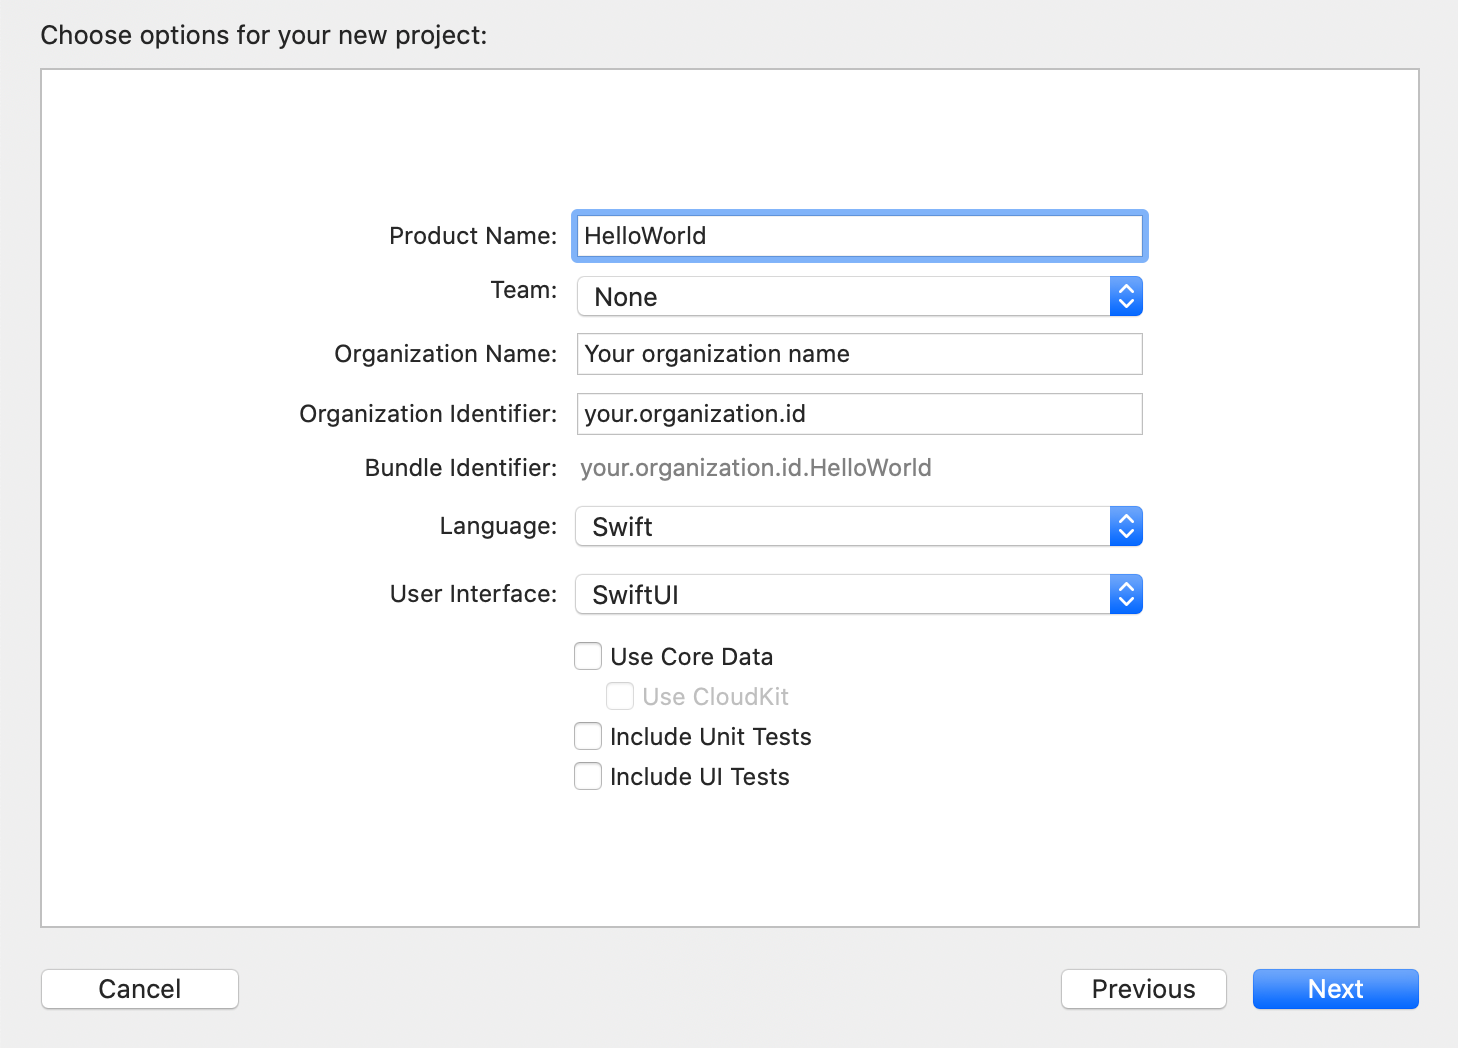 Choose options for your new project:
Product Name: HelloWorld
Team: None
Organization Name: Your organization name
Organization Identifier: your.organization.id
Bundle Identifier: your.organization.id.HelloWorld
Language: Swift
User Interface: SwiftUI
Use Core Data
Use CloudKit
Include Unit Tests
Include UI Tests
Cancel Previous Next